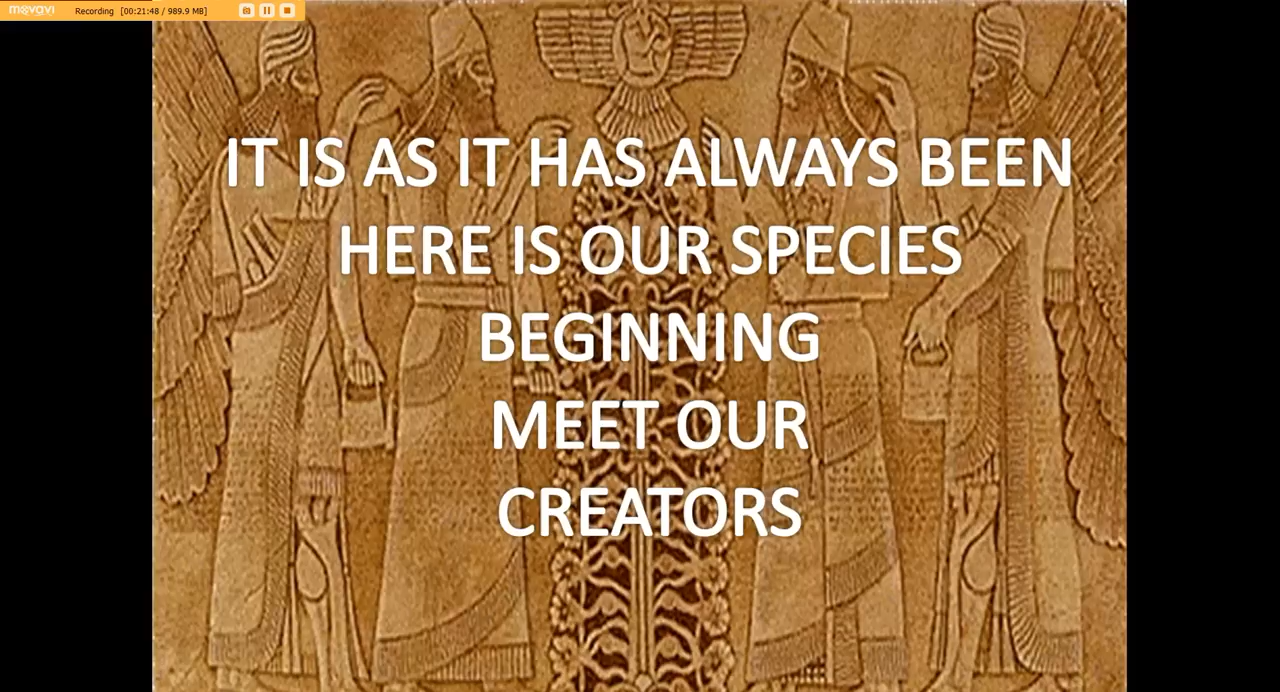 movavi Recording [00:21:48 / 989.9 MB]
IT IS AS IT HAS ALWAYS BEEN
HERE IS OUR SPECIES
BEGINNING
MEET OUR
CREATORS